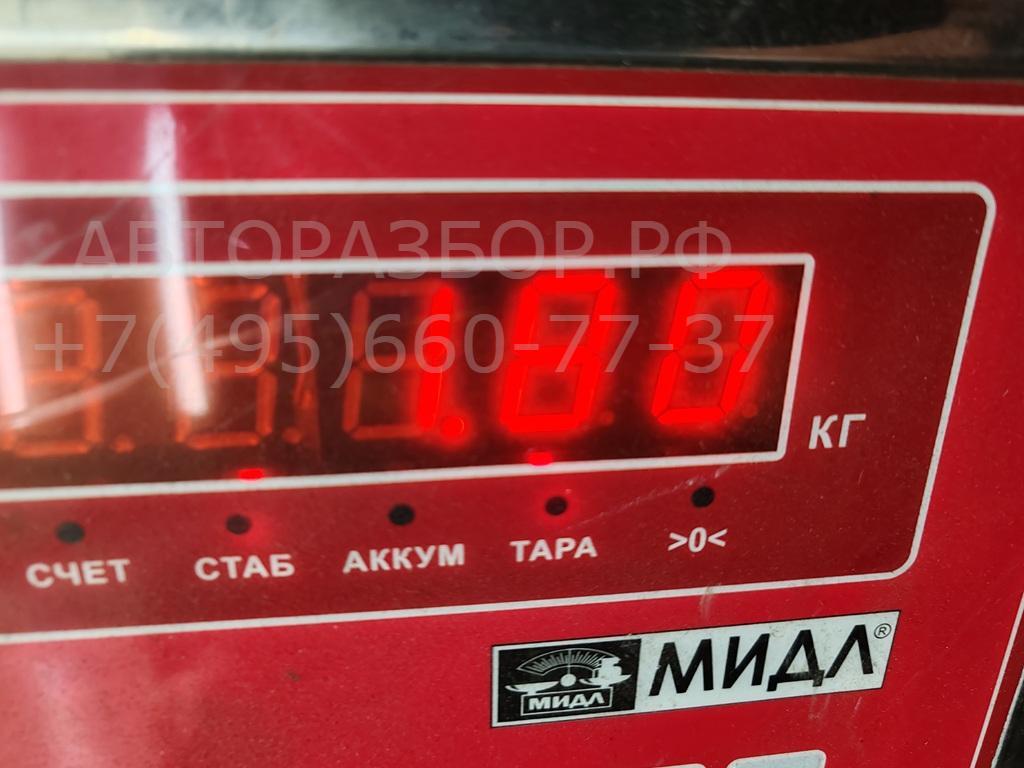 АВТОРАЗБОР.РФ
+7(495)660-77-37
1.80
КГ
СЧЕТ СТАБ АККУМ ТАРА >0<
МИДЛ МИДЛ®